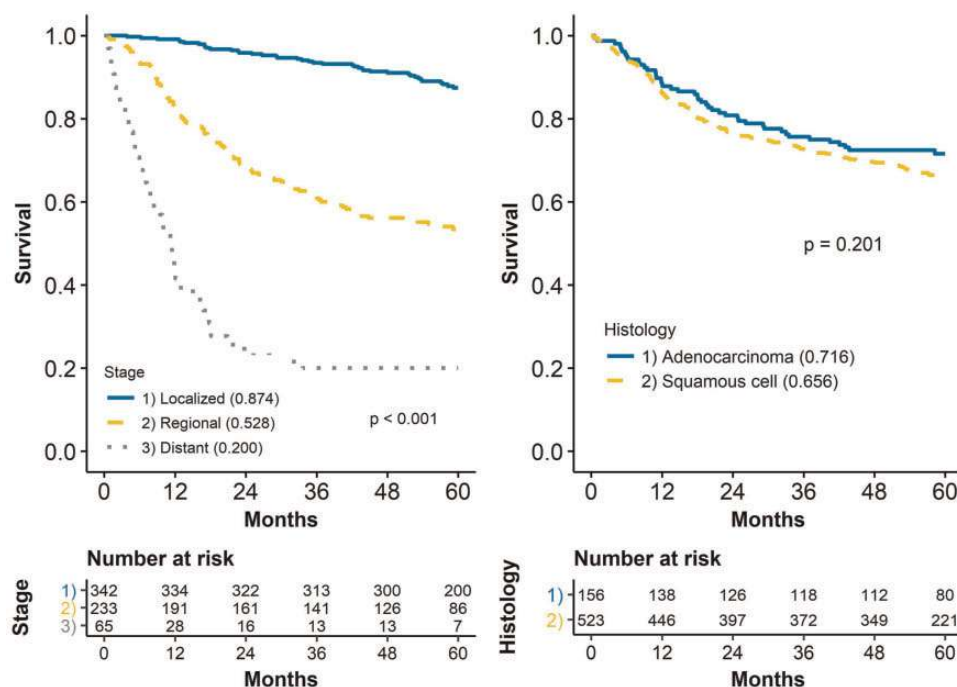 Survival
1.0
0.8
0.6
0.4
0.2
0.0
Stage
1) Localized (0.874)
2) Regional (0.528)
3) Distant (0.200)
p < 0.001
0 12 24 36 48 60
Months
Number at risk
Stage
1) 342 334 322 313 300 200
2) 233 191 161 141 126 86
3) 65 28 16 13 13 7
0 12 24 36 48 60
Months
Survival
1.0
0.8
0.6
0.4
0.2
0.0
p = 0.201
Histology
1) Adenocarcinoma (0.716)
2) Squamous cell (0.656)
0 12 24 36 48 60
Months
Number at risk
Histology
1) 156 138 126 118 112 80
2) 523 446 397 372 349 221
0 12 24 36 48 60
Months